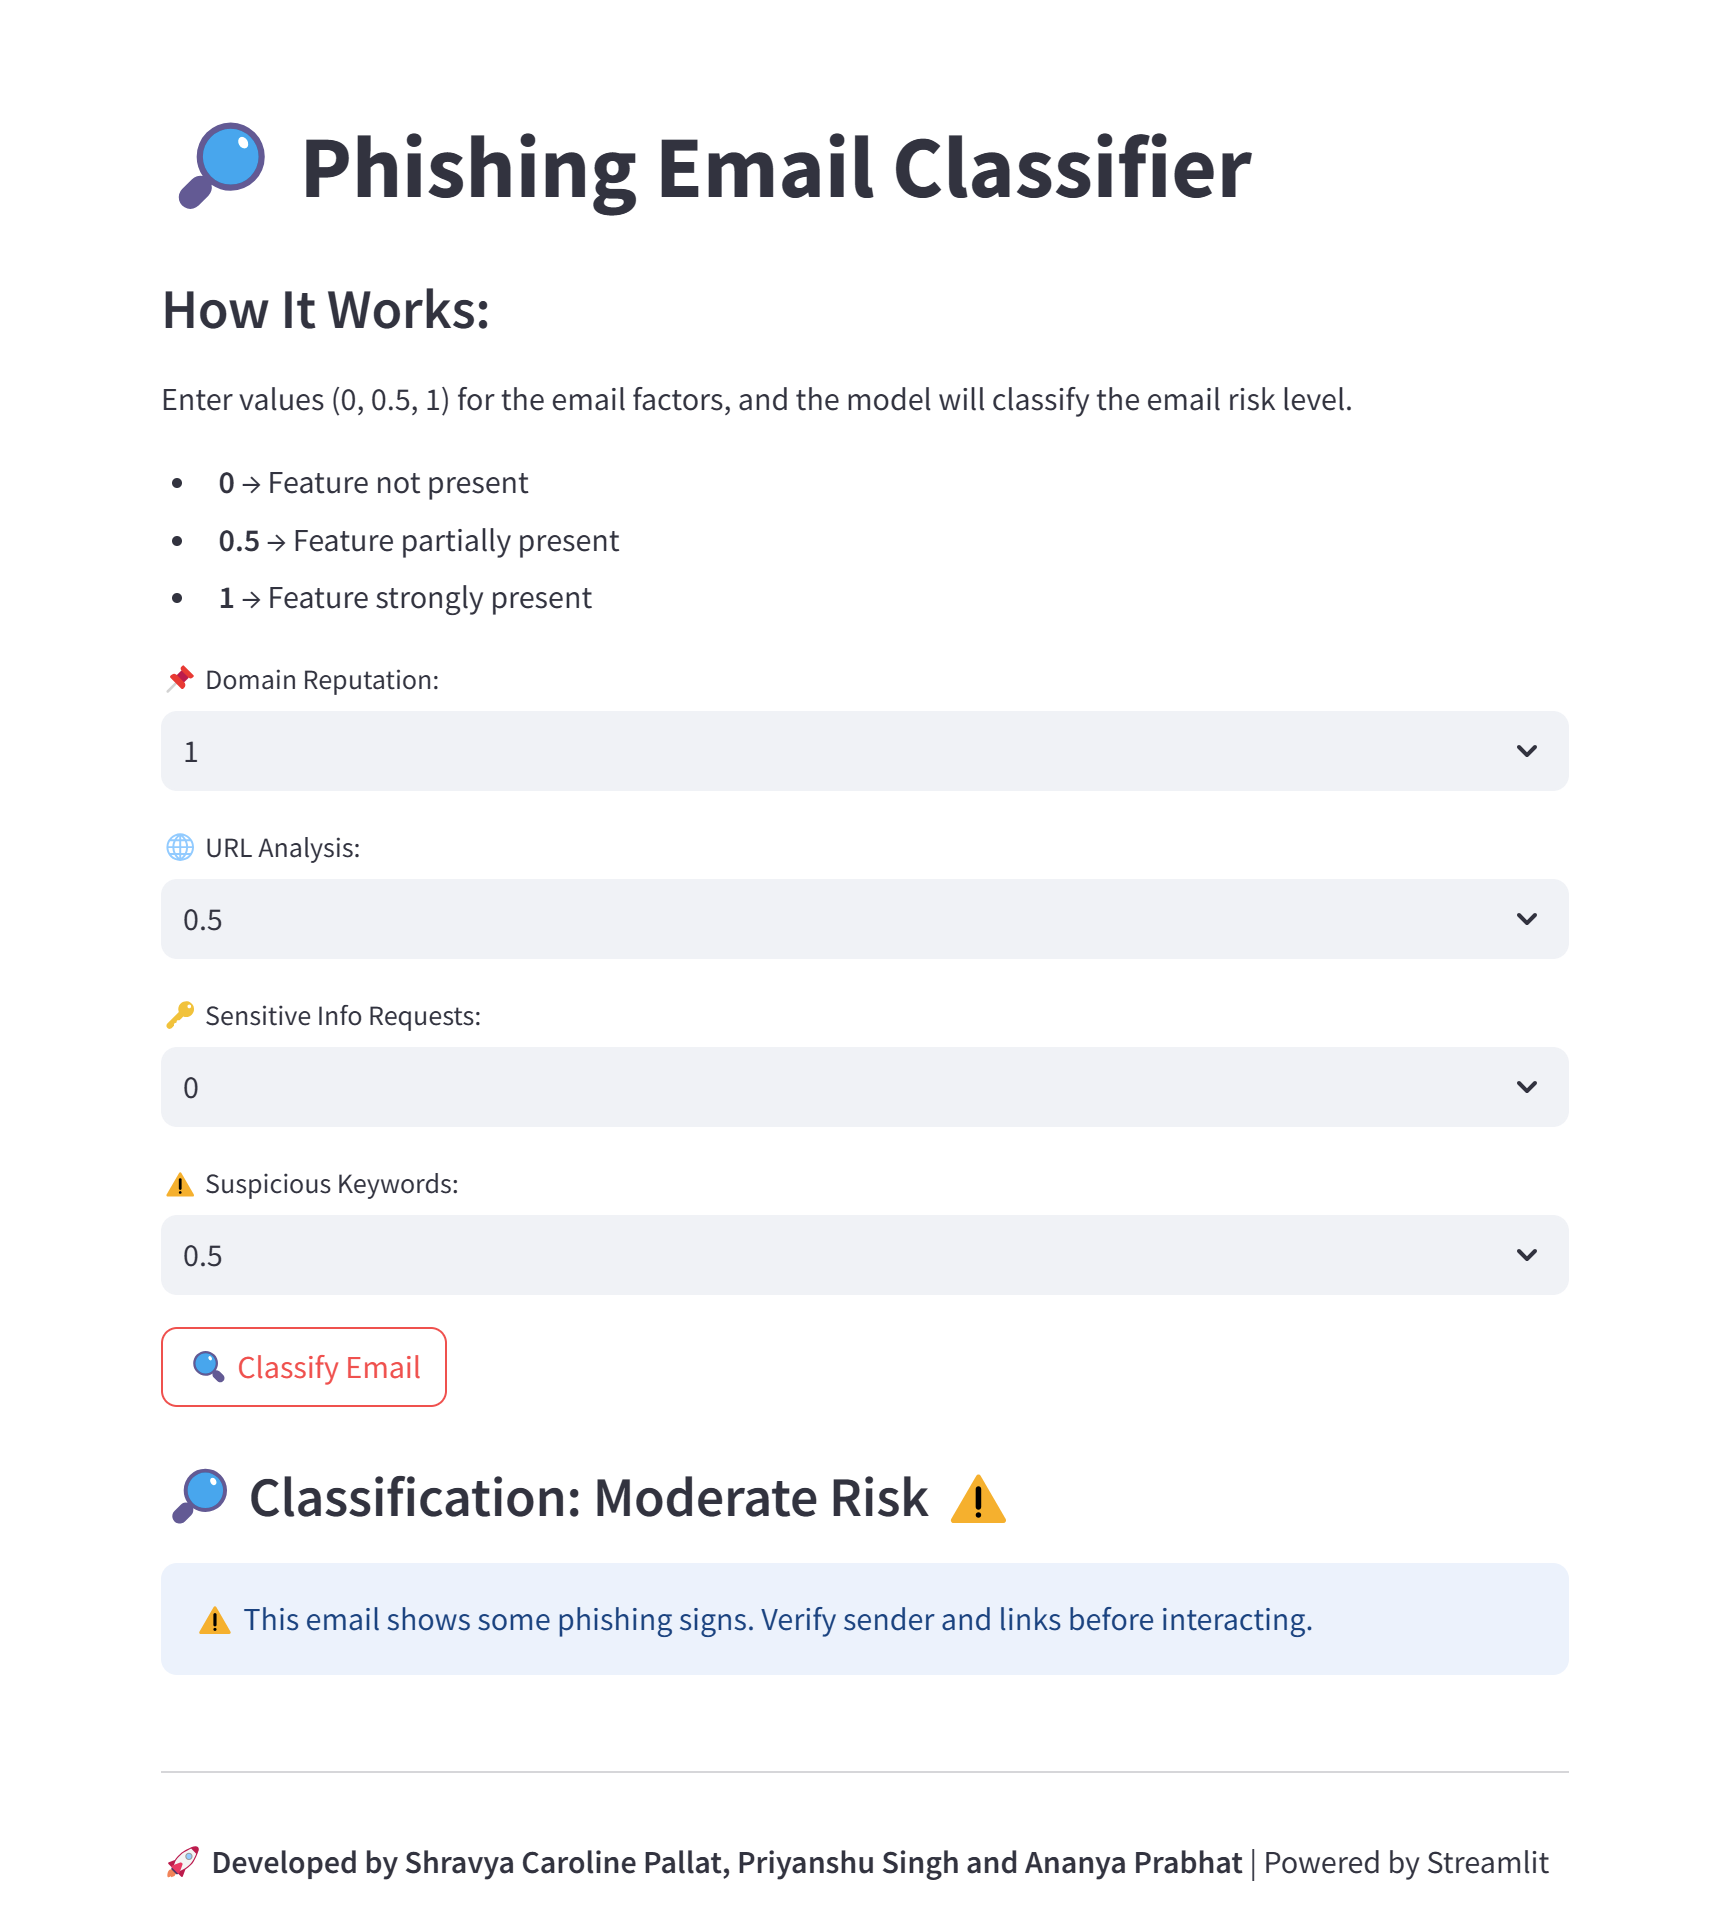 Phishing Email Classifier
How It Works:
Enter values (0, 0.5, 1) for the email factors, and the model will classify the email risk level.
0 → Feature not present
0.5 → Feature partially present
1 → Feature strongly present
Domain Reputation:
1
URL Analysis:
0.5
Sensitive Info Requests:
0
Suspicious Keywords:
0.5
Classify Email
Classification: Moderate Risk
This email shows some phishing signs. Verify sender and links before interacting.
Developed by Shravya Caroline Pallat, Priyanshu Singh and Ananya Prabhat | Powered by Streamlit